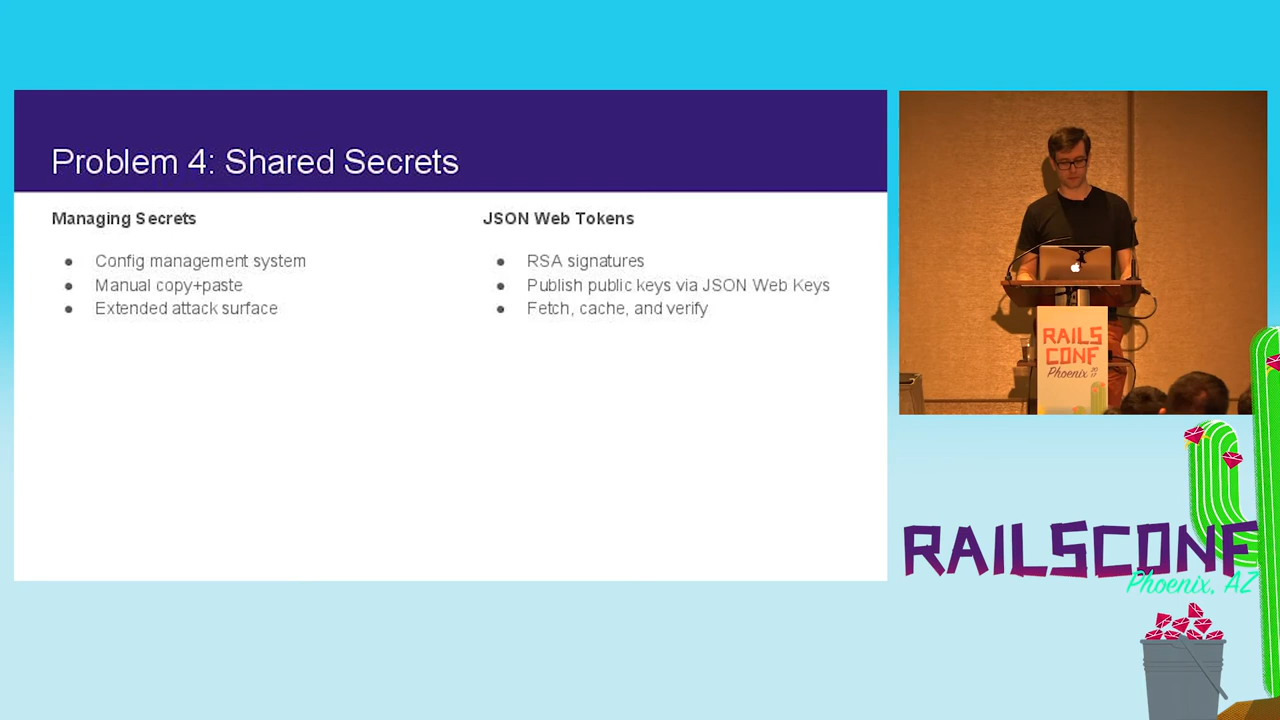 Problem 4: Shared Secrets
Managing Secrets
● Config management system
● Manual copy+paste
● Extended attack surface
JSON Web Tokens
● RSA signatures
● Publish public keys via JSON Web Keys
● Fetch, cache, and verify
RAILS
CONF
Phoenix 2017
RAILSCONF
Phoenix, AZ